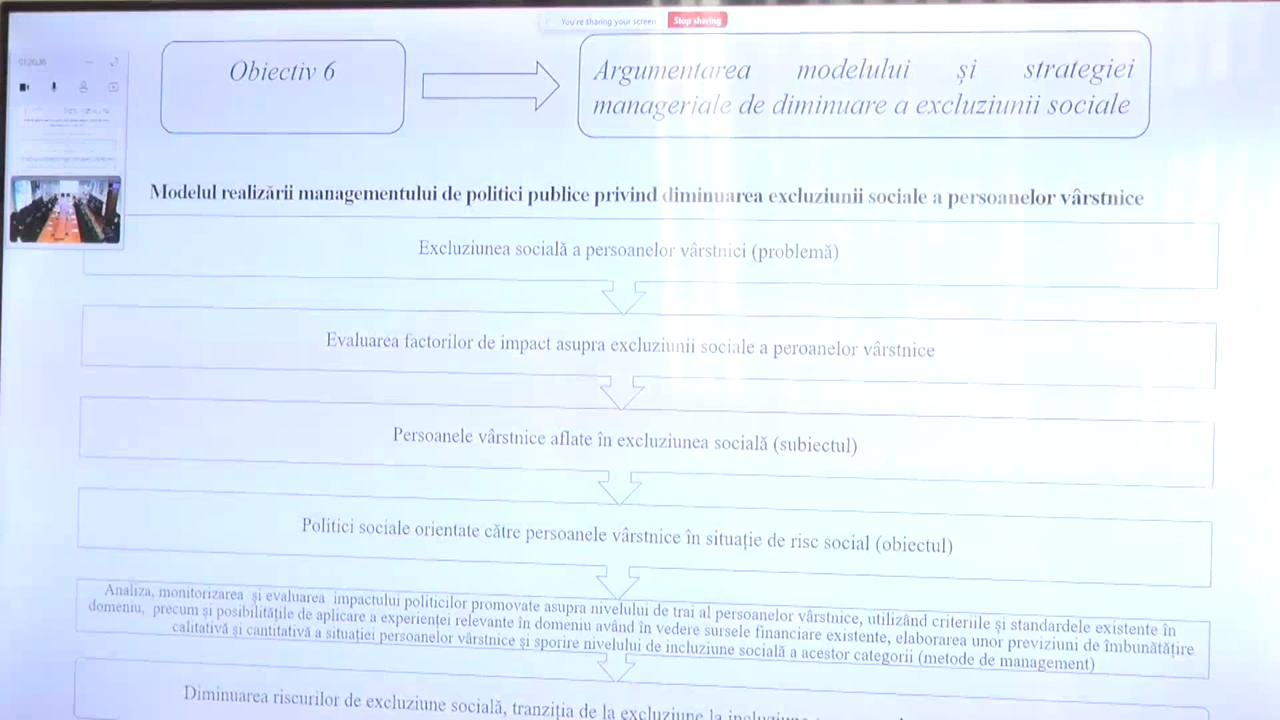 You're sharing your screen Stop sharing
Obiectiv 6
Argumentarea modelului și strategiei
manageriale de diminuare a excluziunii sociale
Modelul realizării managementului de politici publice privind diminuarea excluziunii sociale a persoanelor vârstnice
Excluziunea socială a persoanelor vârstnici (problemă)
Evaluarea factorilor de impact asupra excluziunii sociale a peroanelor vârstnice
Persoanele vârstnice aflate în excluziunea socială (subiectul)
Politici sociale orientate către persoanele vârstnice în situație de risc social (obiectul)
Analiza, monitorizarea și evaluarea impactului politicilor promovate asupra nivelului de trai al persoanelor vârstnice, utilizând criteriile și standardele existente în
domeniu, precum și posibilitățile de aplicare a experienței relevante în domeniu având în vedere sursele financiare existente, elaborarea unor previziuni de îmbunătățire
calitativă și cantitativă a situației persoanelor vârstnice și sporire nivelului de incluziune socială a acestor categorii (metode de management)
Diminuarea riscurilor de excluziune socială, tranziția de la excluziune la incluziune